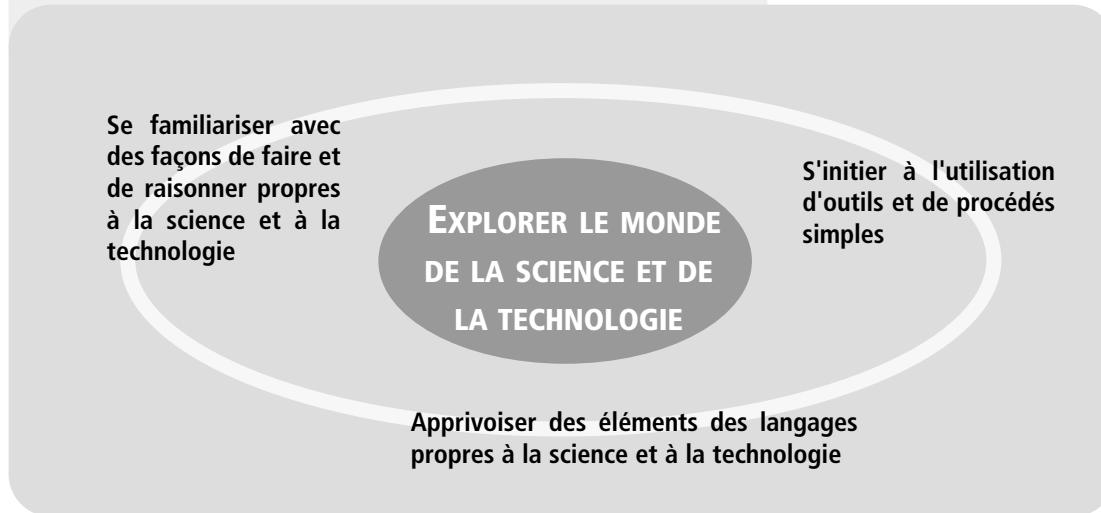 Se familiariser avec
des façons de faire et
de raisonner propres
à la science et à la
technologie
S'initier à l'utilisation
d'outils et de procédés
simples
EXPLORER LE MONDE
DE LA SCIENCE ET DE
LA TECHNOLOGIE
Apprivoiser des éléments des langages
propres à la science et à la technologie